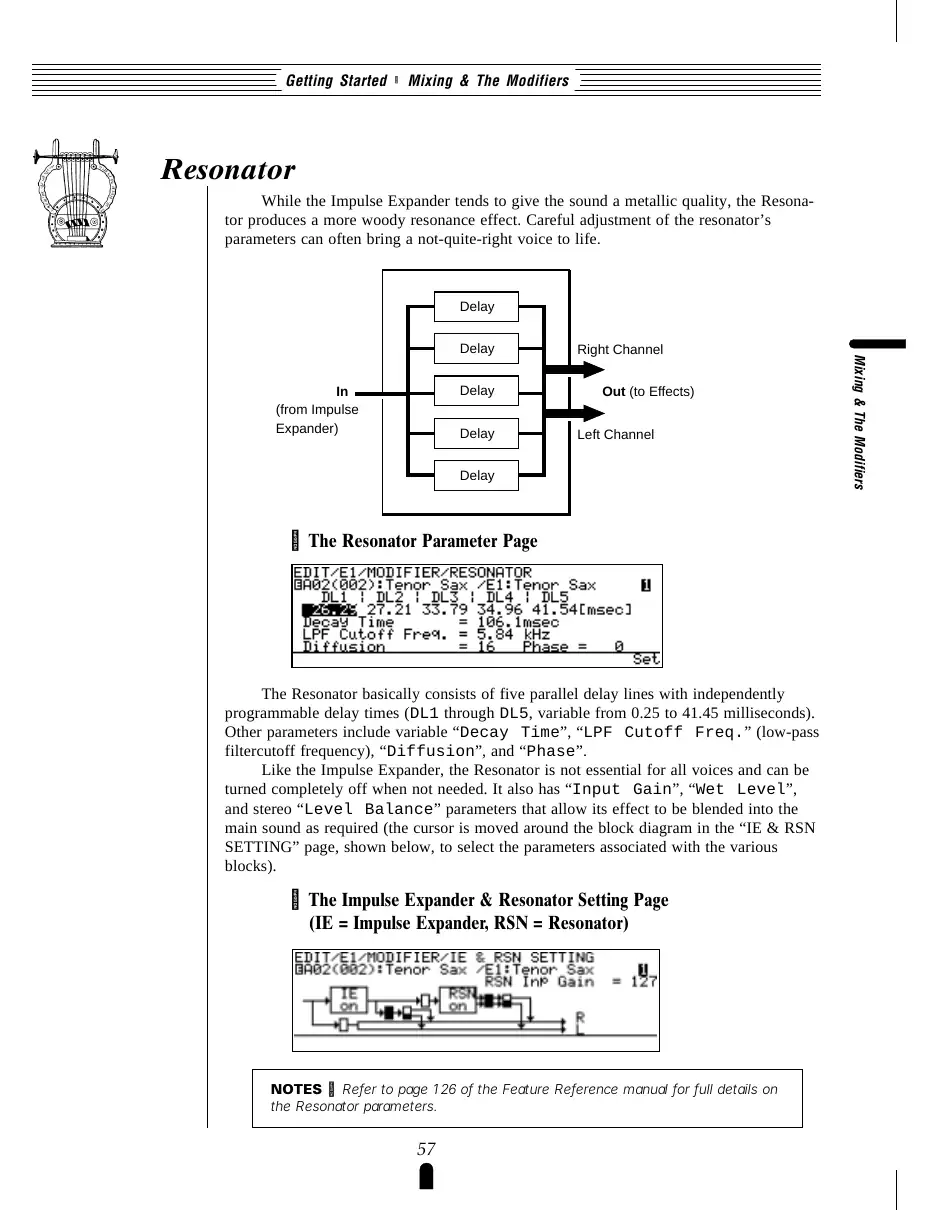 Getting Started Mixing & The Modifiers
Resonator
While the Impulse Expander tends to give the sound a metallic quality, the Resona-
tor produces a more woody resonance effect. Careful adjustment of the resonator’s
parameters can often bring a not-quite-right voice to life.
Delay
Delay
Right Channel
Delay
In
Out (to Effects)
(from Impulse
Expander)
Delay
Left Channel
Delay
Mixing & The Modifiers
The Resonator Parameter Page
EDIT/E1/MODIFIER/RESONATOR
EA02(002):Tenor Sax /E1:Tenor Sax 1
DL1 ¦ DL2 ¦ DL3 ¦ DL4 ¦ DL5
26.29 27.21 33.79 34.96 41.54[msec]
Decay Time = 106.1msec
LPF Cutoff Freq. = 5.84 kHz
Diffusion = 16 Phase = 0
Set
The Resonator basically consists of five parallel delay lines with independently
programmable delay times (DL1 through DL5, variable from 0.25 to 41.45 milliseconds).
Other parameters include variable “Decay Time”, “LPF Cutoff Freq.” (low-pass
filtercutoff frequency), “Diffusion”, and “Phase”.
Like the Impulse Expander, the Resonator is not essential for all voices and can be
turned completely off when not needed. It also has “Input Gain”, “Wet Level”,
and stereo “Level Balance” parameters that allow its effect to be blended into the
main sound as required (the cursor is moved around the block diagram in the “IE & RSN
SETTING” page, shown below, to select the parameters associated with the various
blocks).
The Impulse Expander & Resonator Setting Page
(IE = Impulse Expander, RSN = Resonator)
EDIT/E1/MODIFIER/IE & RSN SETTING
EA02(002):Tenor Sax /E1:Tenor Sax 1
RSN Inp Gain = 127
IE RSN
on on
R
L
NOTES Refer to page 126 of the Feature Reference manual for full details on
the Resonator parameters.
57